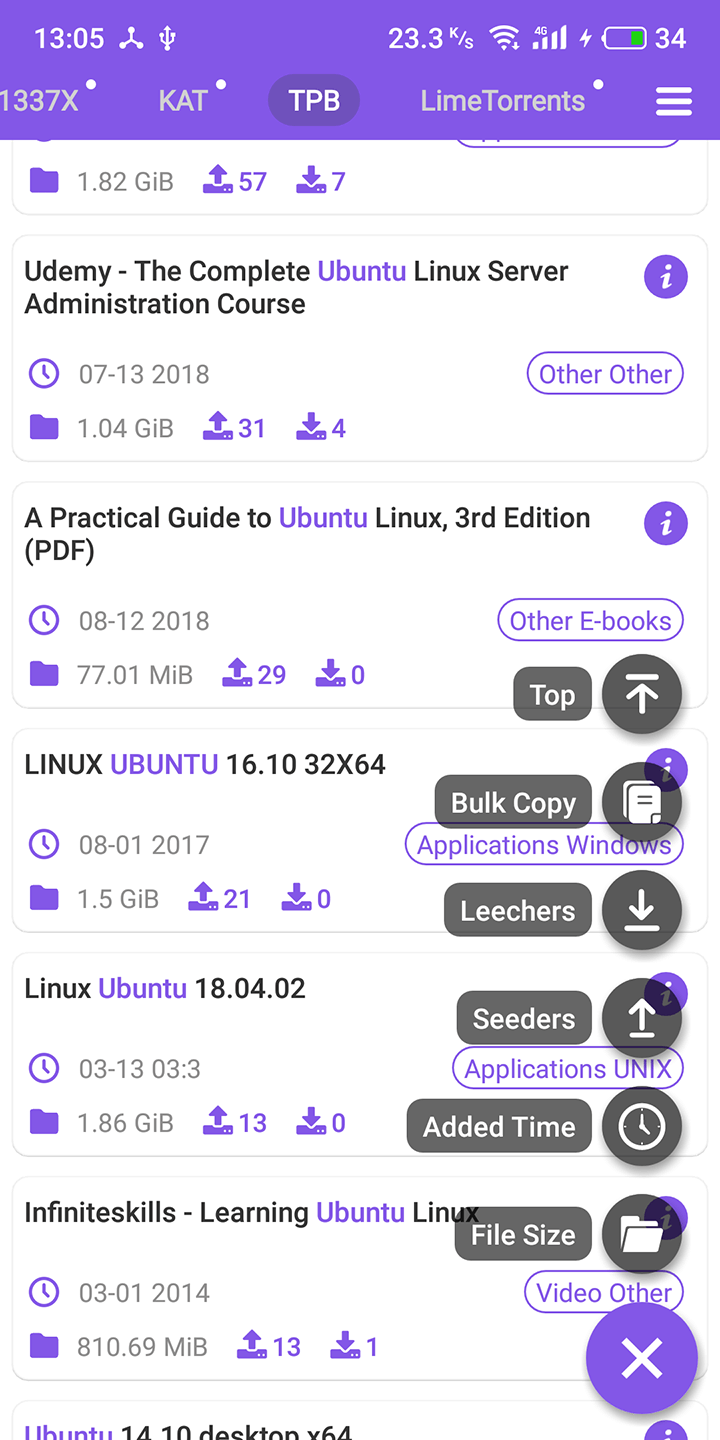 13:05 23.3 K/s 4G 34
1337X KAT TPB LimeTorrents
1.82 GiB 57 7
Udemy - The Complete Ubuntu Linux Server
Administration Course
07-13 2018 Other Other
1.04 GiB 31 4
A Practical Guide to Ubuntu Linux, 3rd Edition
(PDF)
08-12 2018 Other E-books
77.01 MiB 29 0
Top
LINUX UBUNTU 16.10 32X64
Bulk Copy
08-01 2017 Applications Windows
1.5 GiB 21 0
Leechers
Linux Ubuntu 18.04.02
Seeders
03-13 03:3 Applications UNIX
1.86 GiB 13 0
Added Time
Infiniteskills - Learning Ubuntu Linux
File Size
03-01 2014 Video Other
810.69 MiB 13 1
Ubuntu 14.10 desktop x64